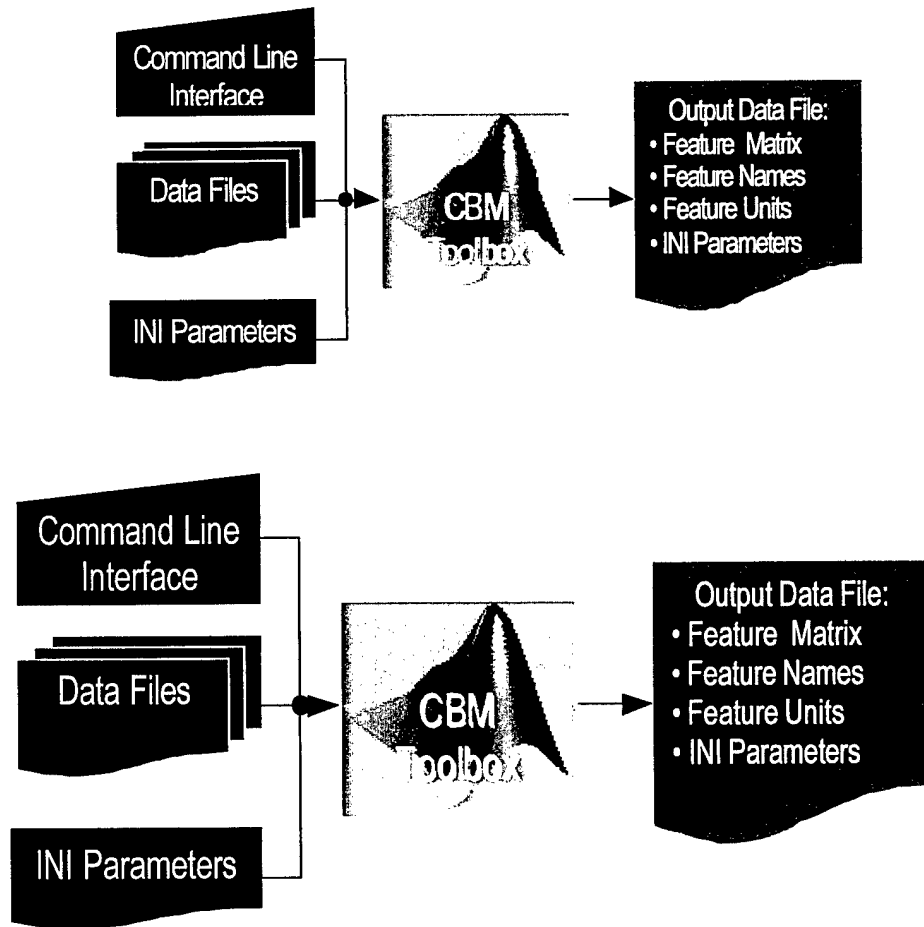 Command Line
Interface
Data Files
INI Parameters
CBM
Toolbox
Output Data File:
• Feature Matrix
• Feature Names
• Feature Units
• INI Parameters
Command Line
Interface
Data Files
INI Parameters
CBM
Toolbox
Output Data File:
• Feature Matrix
• Feature Names
• Feature Units
• INI Parameters